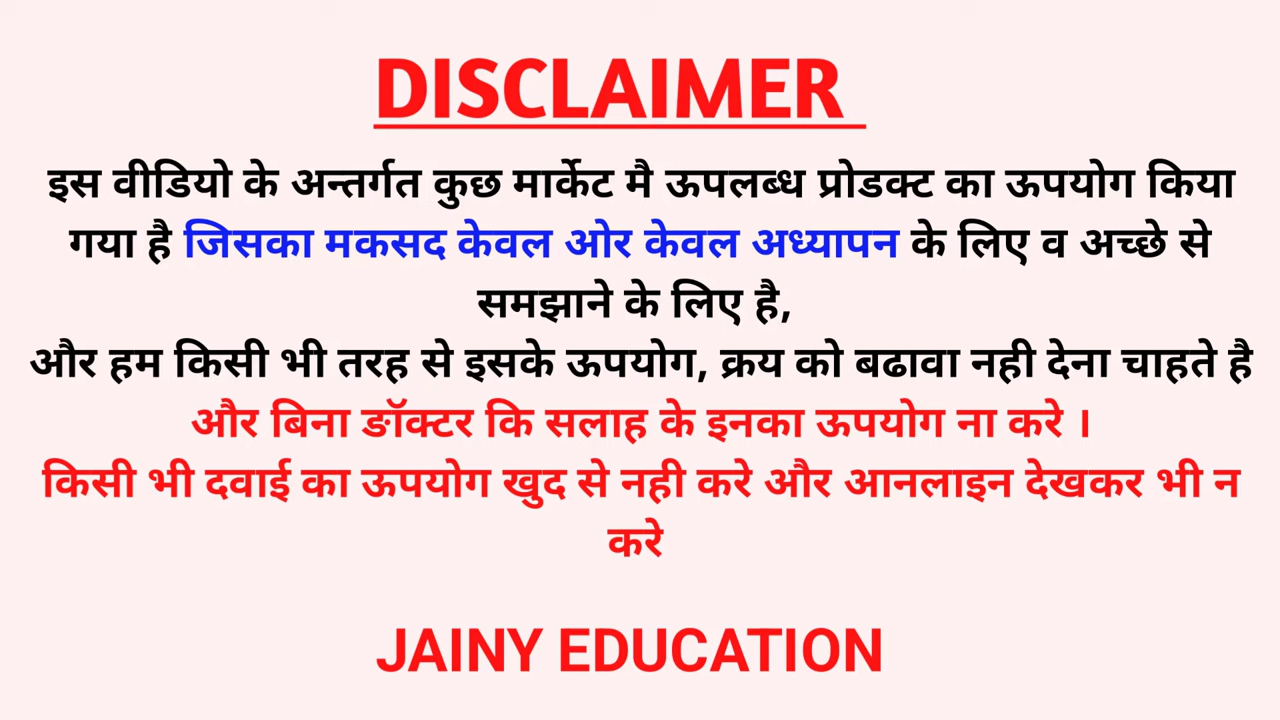 DISCLAIMER
इस वीडियो के अन्तर्गत कुछ मार्केट मै ऊपलब्ध प्रोडक्ट का ऊपयोग किया
गया है जिसका मकसद केवल ओर केवल अध्यापन के लिए व अच्छे से
समझाने के लिए है,
और हम किसी भी तरह से इसके ऊपयोग, क्रय को बढावा नही देना चाहते है
और बिना ङॉक्टर कि सलाह के इनका ऊपयोग ना करे ।
किसी भी दवाई का ऊपयोग खुद से नही करे और आनलाइन देखकर भी न
करे
JAINY EDUCATION